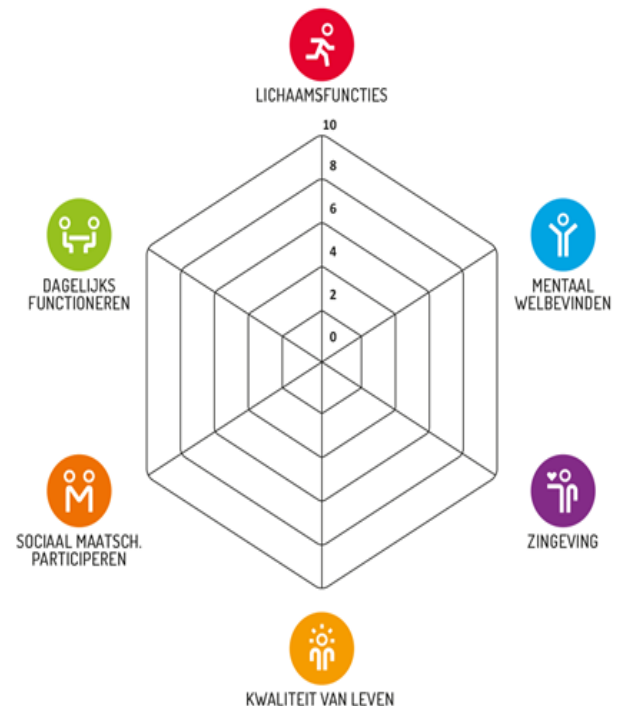 LICHAAMSFUNCTIES
10
8
6
4
2
0
DAGELIJKS
FUNCTIONEREN
MENTAAL
WELBEVINDEN
SOCIAAL MAATSCH.
PARTICIPEREN
ZINGEVING
KWALITEIT VAN LEVEN